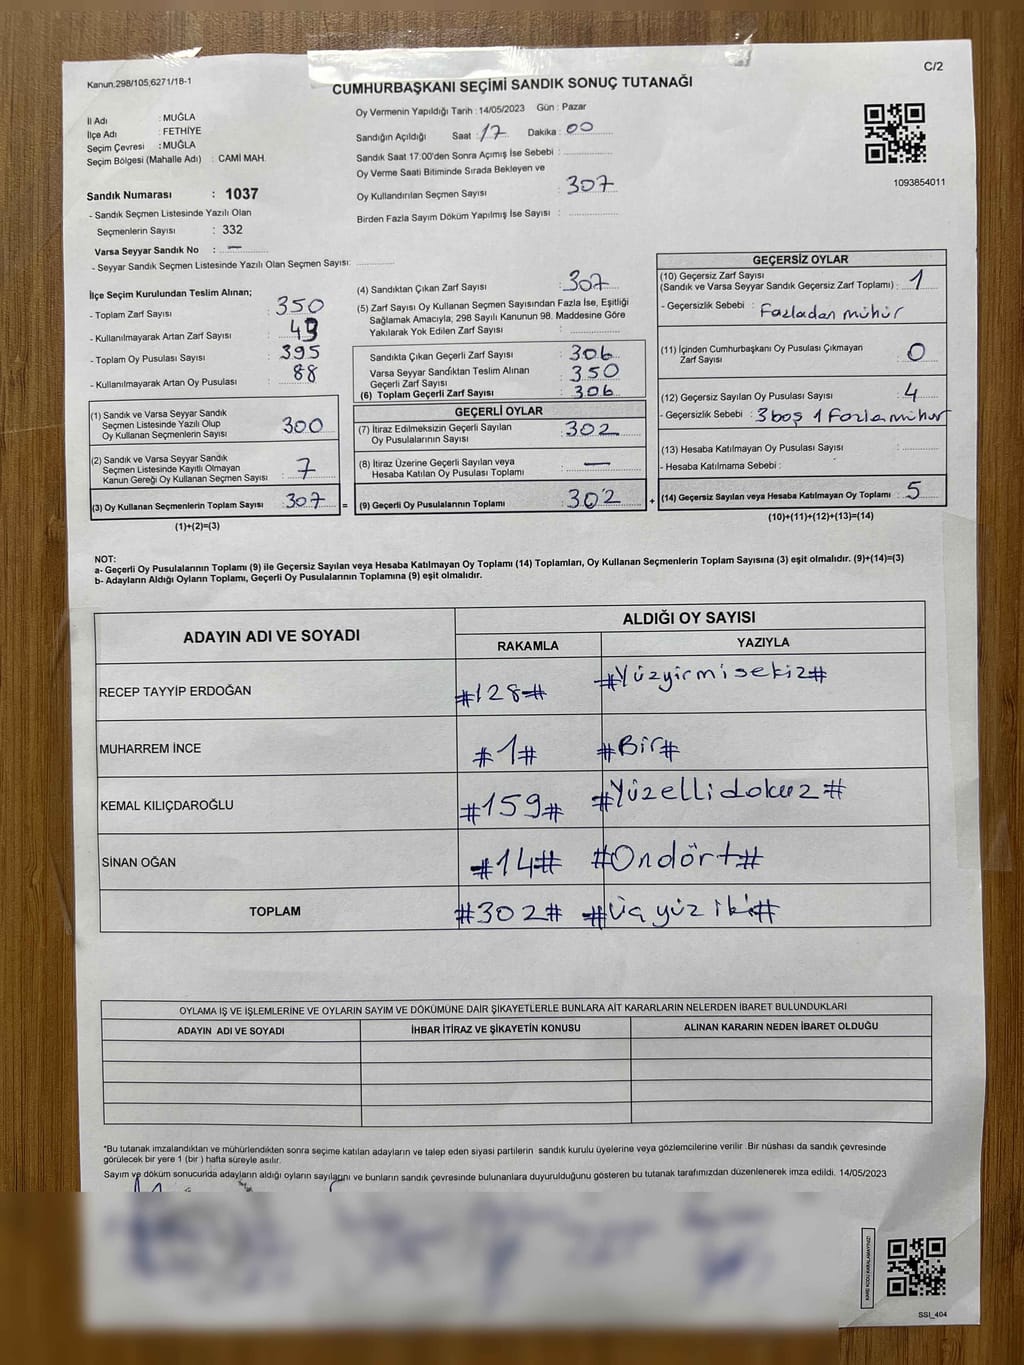 Kanun.298/105,6271/18-1
C/2
CUMHURBAŞKANI SEÇİMİ SANDIK SONUÇ TUTANAĞI
İl Adı : MUĞLA
İlçe Adı : FETHİYE
Seçim Çevresi : MUĞLA
Seçim Bölgesi (Mahalle Adı) : CAMİ MAH.
Sandık Numarası : 1037
- Sandık Seçmen Listesinde Yazılı Olan
Seçmenlerin Sayısı : 332
Varsa Seyyar Sandık No : —
- Seyyar Sandık Seçmen Listesinde Yazılı Olan Seçmen Sayısı:
Oy Vermenin Yapıldığı Tarih : 14/05/2023 Gün : Pazar
Sandığın Açıldığı Saat : 17 Dakika : 00
Sandık Saat 17:00'den Sonra Açımış İse Sebebi :
Oy Verme Saati Bitiminde Sırada Bekleyen ve
Oy Kullandırılan Seçmen Sayısı : 307
Birden Fazla Sayım Döküm Yapılmış İse Sayısı :
1093854011
İlçe Seçim Kurulundan Teslim Alınan;
- Toplam Zarf Sayısı : 350
- Kullanılmayarak Artan Zarf Sayısı :
- Toplam Oy Pusulası Sayısı : 395
- Kullanılmayarak Artan Oy Pusulası : 88
(1) Sandık ve Varsa Seyyar Sandık
Seçmen Listesinde Yazılı Olup
Oy Kullanan Seçmenlerin Sayısı : 300
(2) Sandık ve Varsa Seyyar Sandık
Seçmen Listesinde Kayıtlı Olmayan
Kanun Gereği Oy Kullanan Seçmen Sayısı : 7
(3) Oy Kullanan Seçmenlerin Toplam Sayısı : 307 =
(1)+(2)=(3)
(4) Sandıktan Çıkan Zarf Sayısı : 307
(5) Zarf Sayısı Oy Kullanan Seçmen Sayısından Fazla İse, Eşitliği
Sağlamak Amacıyla; 298 Sayılı Kanunun 98. Maddesine Göre
Yakılarak Yok Edilen Zarf Sayısı :
Sandıkta Çıkan Geçerli Zarf Sayısı : 306
Varsa Seyyar Sandıktan Teslim Alınan
Geçerli Zarf Sayısı : 350
(6) Toplam Geçerli Zarf Sayısı : 306
GEÇERLİ OYLAR
(7) İtiraz Edilmeksizin Geçerli Sayılan
Oy Pusulalarının Sayısı : 302
(8) İtiraz Üzerine Geçerli Sayılan veya
Hesaba Katılan Oy Pusulası Toplamı : —
(9) Geçerli Oy Pusulalarının Toplamı : 302 +
GEÇERSİZ OYLAR
(10) Geçersiz Zarf Sayısı
(Sandık ve Varsa Seyyar Sandık Geçersiz Zarf Toplamı) : 1
- Geçersizlik Sebebi : Fazladan mühür
(11) İçinden Cumhurbaşkanı Oy Pusulası Çıkmayan
Zarf Sayısı : 0
(12) Geçersiz Sayılan Oy Pusulası Sayısı : 4
- Geçersizlik Sebebi : 3 boş 1 Fazla mühür
(13) Hesaba Katılmayan Oy Pusulası Sayısı :
- Hesaba Katılmama Sebebi :
(14) Geçersiz Sayılan veya Hesaba Katılmayan Oy Toplamı : 5
(10)+(11)+(12)+(13)=(14)
NOT:
a- Geçerli Oy Pusulalarının Toplamı (9) ile Geçersiz Sayılan veya Hesaba Katılmayan Oy Toplamı (14) Toplamları, Oy Kullanan Seçmenlerin Toplam Sayısına (3) eşit olmalıdır. (9)+(14)=(3)
b- Adayların Aldığı Oyların Toplamı, Geçerli Oy Pusulalarının Toplamına (9) eşit olmalıdır.
ADAYIN ADI VE SOYADI
ALDIĞI OY SAYISI
RAKAMLA YAZIYLA
RECEP TAYYİP ERDOĞAN #128# #Yüzyirmisekiz#
MUHARREM İNCE #1# #Bir#
KEMAL KILIÇDAROĞLU #159# #Yüzellidokuz#
SİNAN OĞAN #14# #Ondört#
TOPLAM #302# #Üçyüziki#
OYLAMA İŞ VE İŞLEMLERİNE VE OYLARIN SAYIM VE DÖKÜMÜNE DAİR ŞİKAYETLERLE BUNLARA AİT KARARLARIN NELERDEN İBARET BULUNDUKLARI
ADAYIN ADI VE SOYADI İHBAR İTİRAZ VE ŞİKAYETİN KONUSU ALINAN KARARIN NEDEN İBARET OLDUĞU
*Bu tutanak imzalandıktan ve mühürlendikten sonra seçime katılan adayların ve talep eden siyasi partilerin sandık kurulu üyelerine veya gözlemcilerine verilir .Bir nüshası da sandık çevresinde
görülecek bir yere 1 (bir ) hafta süreyle asılır.
Sayım ve döküm sonucunda adayların aldığı oyların sayılarını ve bunların sandık çevresinde bulunanlara duyurulduğunu gösteren bu tutanak tarafımızdan düzenlenerek imza edildi. 14/05/2023
KARE KODU KARALAMAYINIZ!
SSI_404